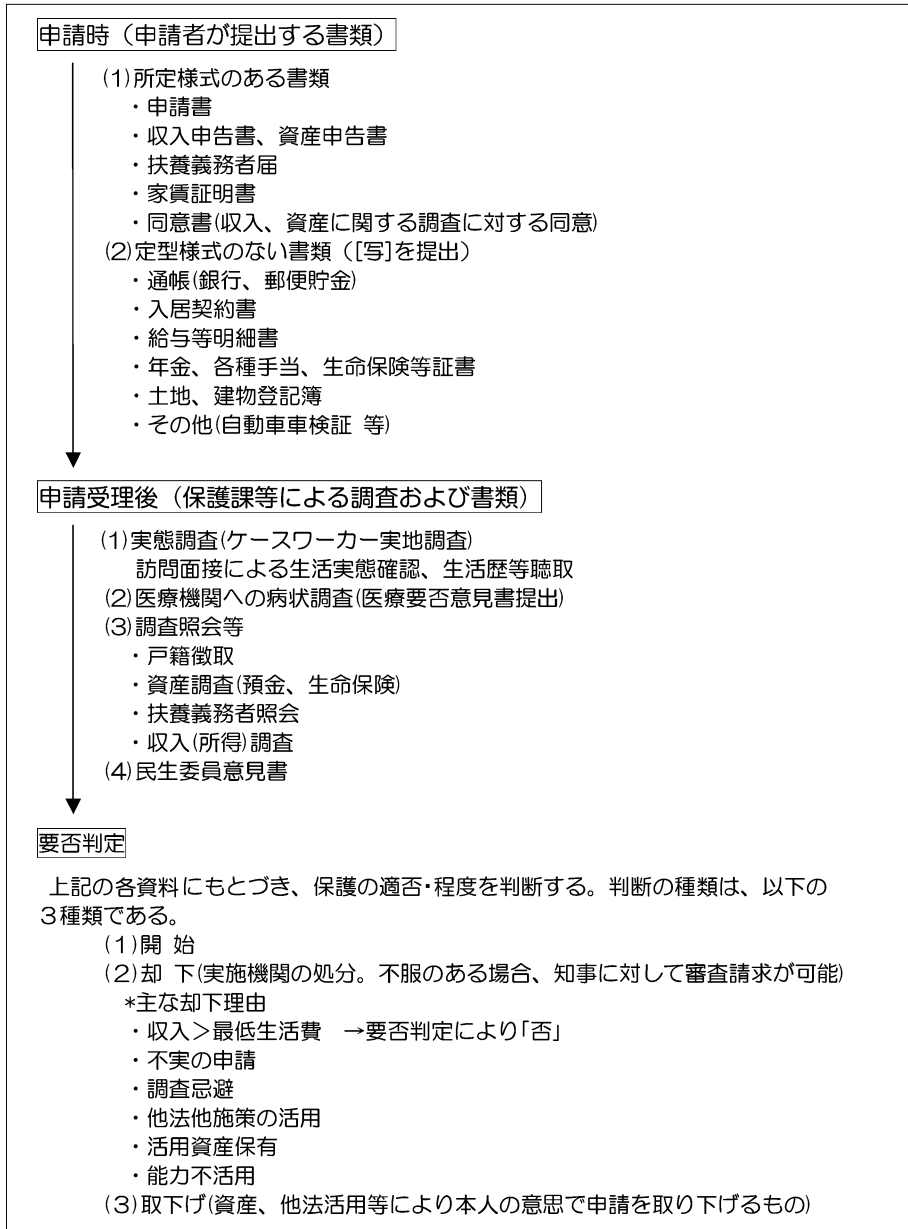 申請時（申請者が提出する書類）
(1)所定様式のある書類
・申請書
・収入申告書、資産申告書
・扶養義務者届
・家賃証明書
・同意書(収入、資産に関する調査に対する同意)
(2)定型様式のない書類（[写]を提出）
・通帳(銀行、郵便貯金)
・入居契約書
・給与等明細書
・年金、各種手当、生命保険等証書
・土地、建物登記簿
・その他(自動車車検証 等)
申請受理後（保護課等による調査および書類）
(1)実態調査(ケースワーカー実地調査)
訪問面接による生活実態確認、生活歴等聴取
(2)医療機関への病状調査(医療要否意見書提出)
(3)調査照会等
・戸籍徴取
・資産調査(預金、生命保険)
・扶養義務者照会
・収入(所得)調査
(4)民生委員意見書
要否判定
上記の各資料にもとづき、保護の適否・程度を判断する。判断の種類は、以下の
３種類である。
(1)開 始
(2)却 下(実施機関の処分。不服のある場合、知事に対して審査請求が可能)
*主な却下理由
・収入＞最低生活費　→要否判定により「否」
・不実の申請
・調査忌避
・他法他施策の活用
・活用資産保有
・能力不活用
(3)取下げ(資産、他法活用等により本人の意思で申請を取り下げるもの)